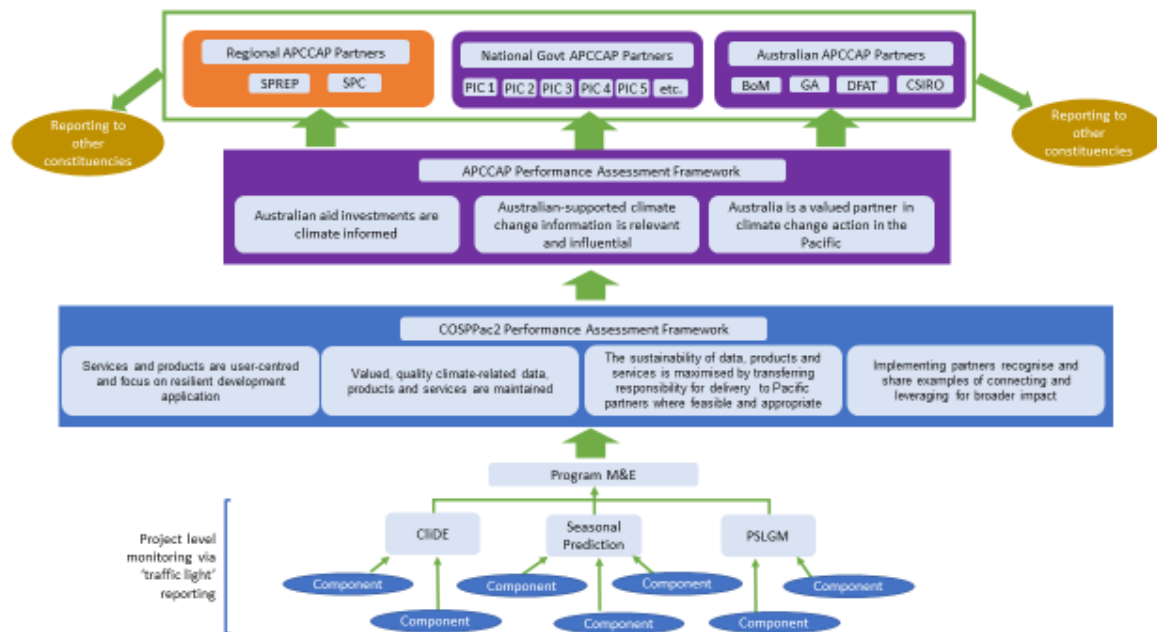 Regional APCCAP Partners
SPREP
SPC
National Govt APCCAP Partners
PIC 1
PIC 2
PIC 3
PIC 4
PIC 5
etc.
Australian APCCAP Partners
BoM
GA
DFAT
CSIRO
Reporting to
other
constituencies
Reporting to
other
constituencies
APCCAP Performance Assessment Framework
Australian aid investments are
climate informed
Australian-supported climate
change information is relevant
and influential
Australia is a valued partner in
climate change action in the
Pacific
COSPPac2 Performance Assessment Framework
Services and products are user-centred
and focus on resilient development
application
Valued, quality climate-related data,
products and services are maintained
The sustainability of data, products and
services is maximised by transferring
responsibility for delivery to Pacific
partners where feasible and appropriate
Implementing partners recognise and
share examples of connecting and
leveraging for broader impact
Program M&E
Project level
monitoring via
'traffic light'
reporting
CliDE
Seasonal
Prediction
PSLGM
Component
Component
Component
Component
Component
Component
Component